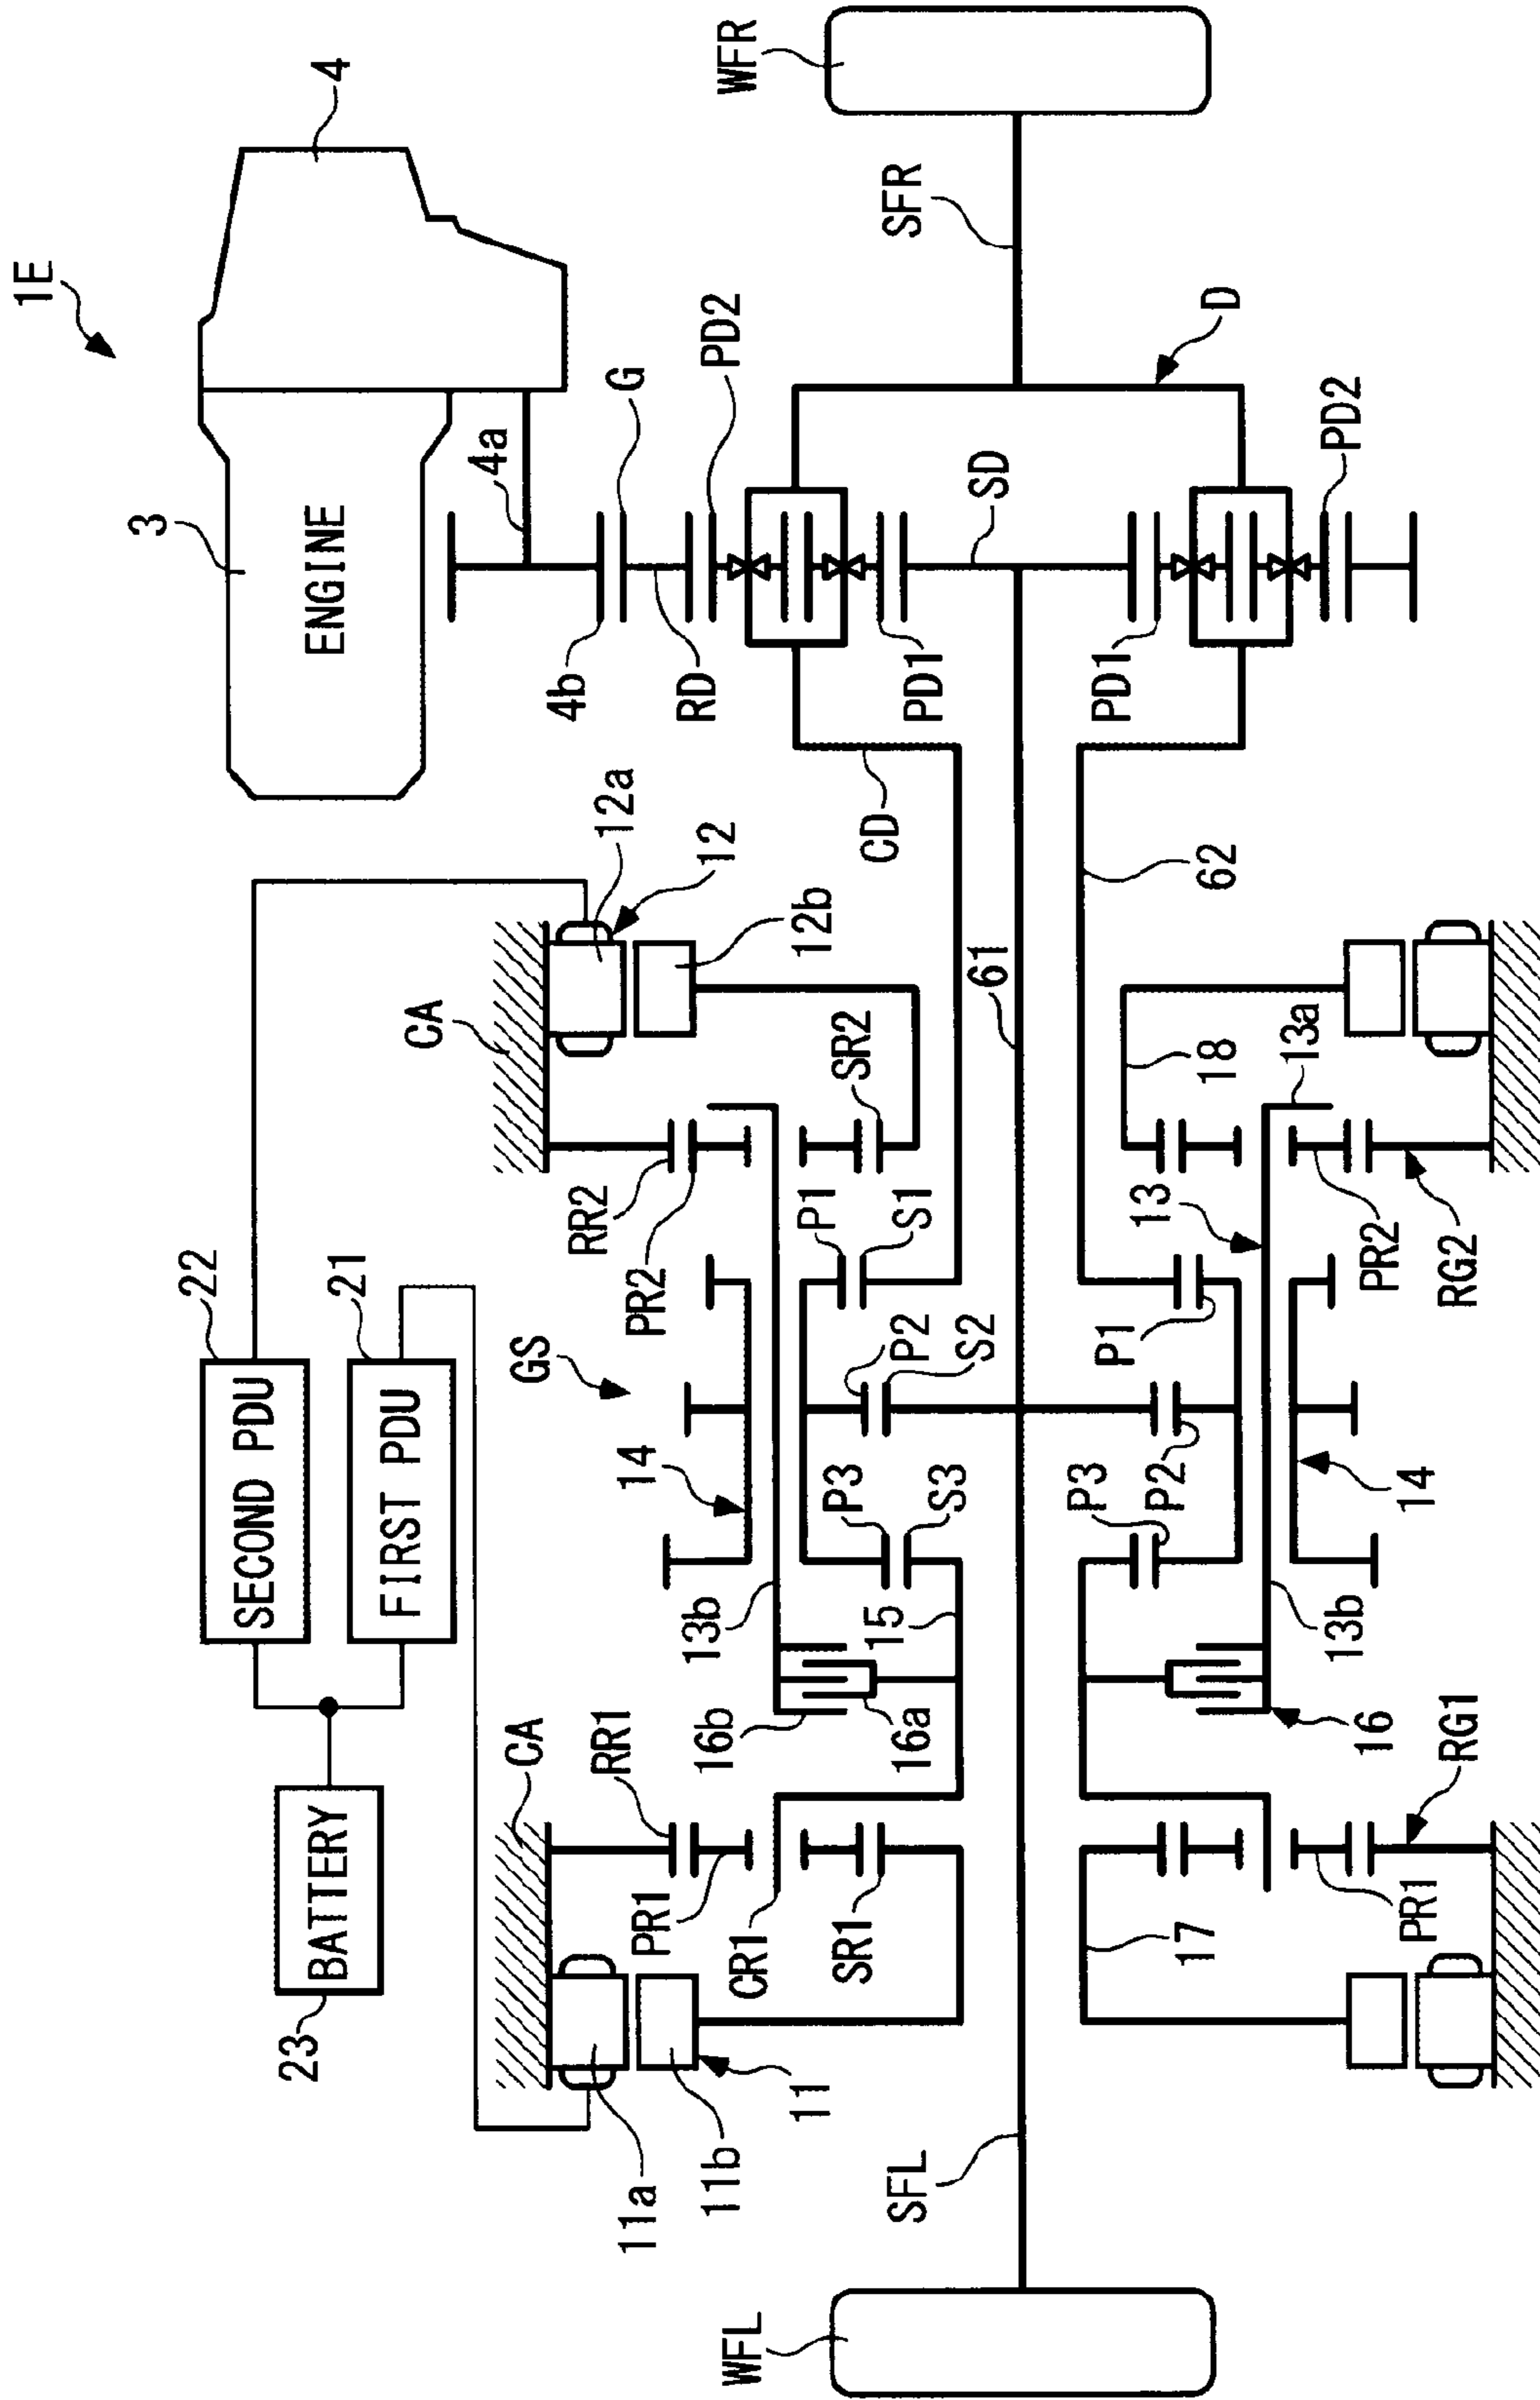 1E
4
3
ENGINE
4a
4b
G
RD
PD2
WFR
SFR
D
SD
PD1
PD1
PD2
CD
12a
12
12b
CA
SR2
61
62
18
13a
22
SECOND PDU
21
FIRST PDU
RR2
PR2
P1
S1
13
PR2
RG2
GS
P2
S2
P1
14
P3
S3
P3
P2
14
13b
15
13b
23
BATTERY
CA
RR1
16b
16a
16
RG1
PR1
CR1
SR1
17
PR1
11a
11b
11
SFL
WFL